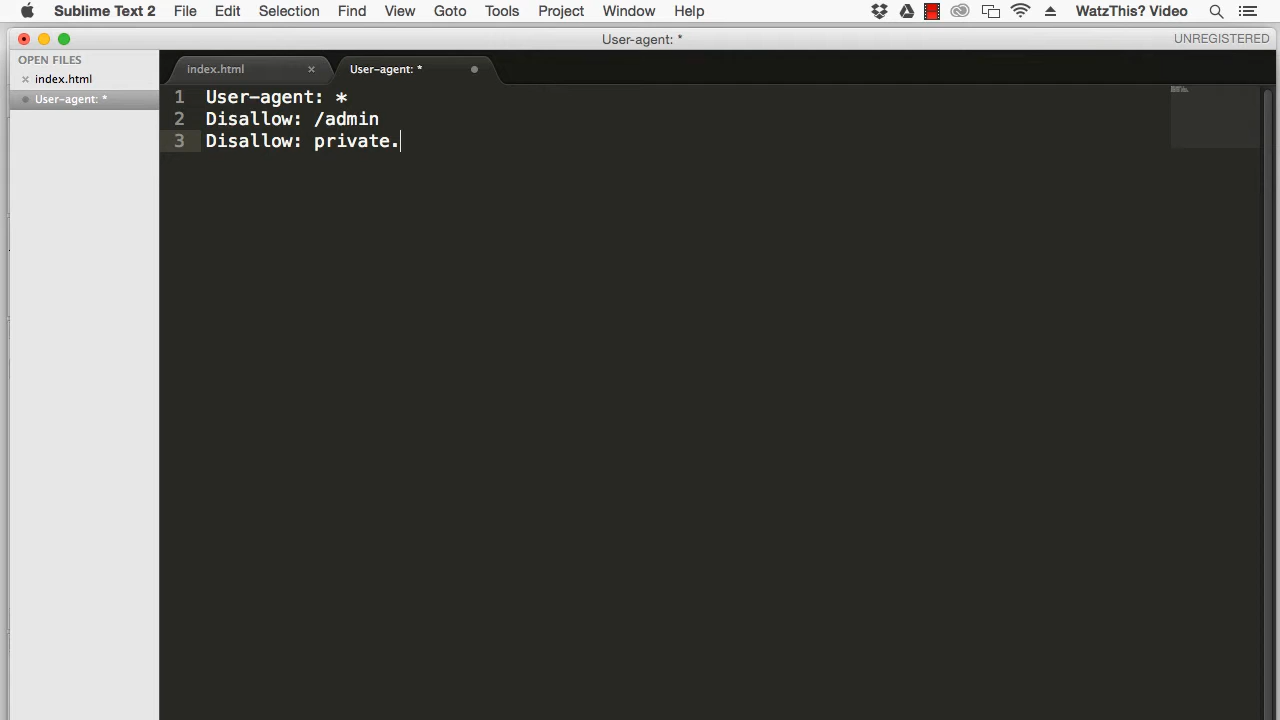 Sublime Text 2 File Edit Selection Find View Goto Tools Project Window Help WatzThis? Video
User-agent: * UNREGISTERED
OPEN FILES
index.html
User-agent: *
index.html User-agent: *
1 User-agent: *
2 Disallow: /admin
3 Disallow: private.